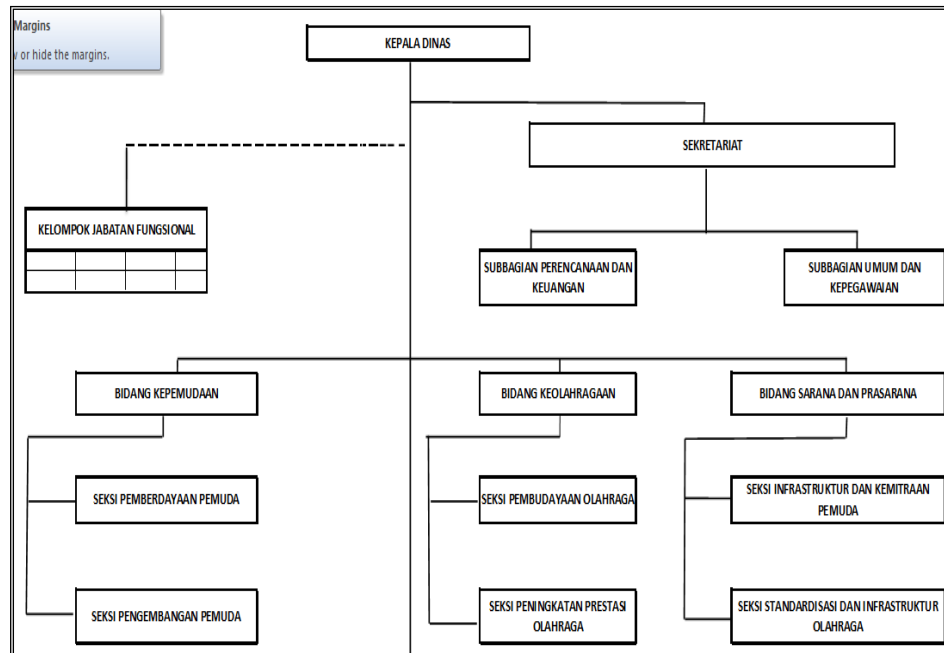 Margins
or hide the margins.
KEPALA DINAS
SEKRETARIAT
KELOMPOK JABATAN FUNGSIONAL
SUBBAGIAN PERENCANAAN DAN
KEUANGAN
SUBBAGIAN UMUM DAN
KEPEGAWAIAN
BIDANG KEPEMUDAAN
BIDANG KEOLAHRAGAAN
BIDANG SARANA DAN PRASARANA
SEKSI PEMBERDAYAAN PEMUDA
SEKSI PEMBUDAYAAN OLAHRAGA
SEKSI INFRASTRUKTUR DAN KEMITRAAN
PEMUDA
SEKSI PENGEMBANGAN PEMUDA
SEKSI PENINGKATAN PRESTASI
OLAHRAGA
SEKSI STANDARDISASI DAN INFRASTRUKTUR
OLAHRAGA